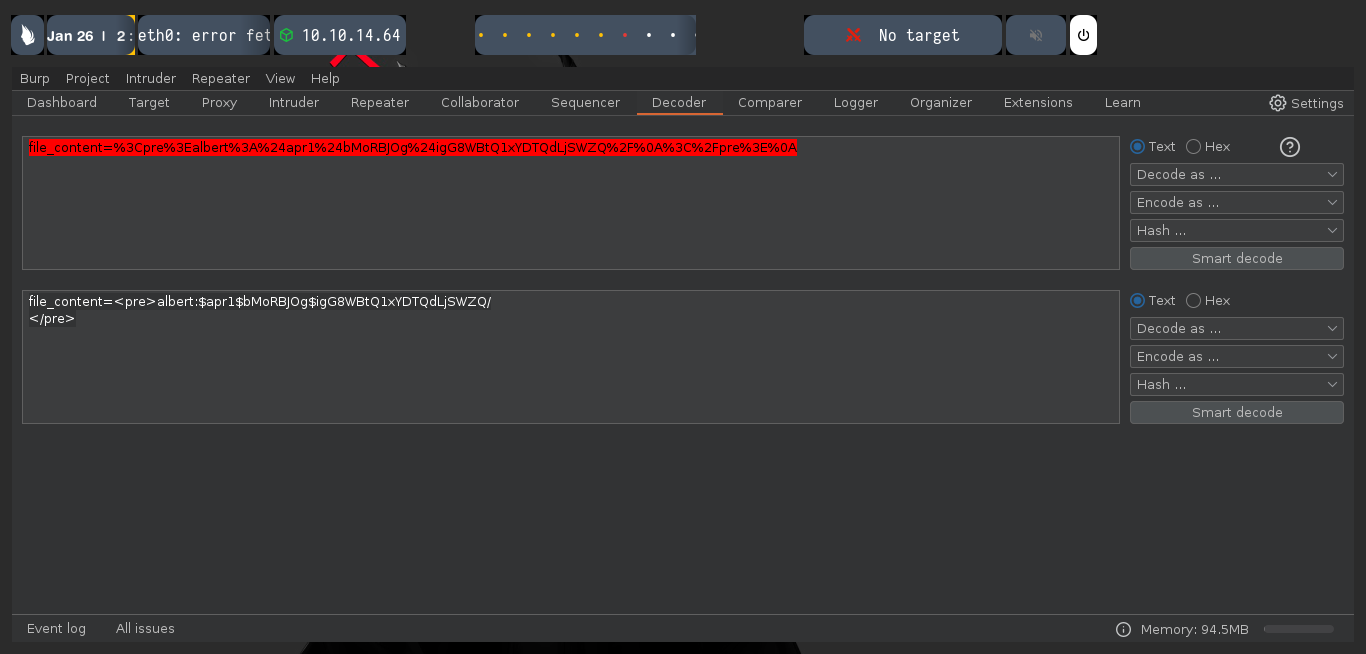 Jan 26 | 2:
eth0: error fet
10.10.14.64
No target
Burp Project Intruder Repeater View Help
Dashboard Target Proxy Intruder Repeater Collaborator Sequencer Decoder Comparer Logger Organizer Extensions Learn Settings
file_content=%3Cpre%3Ealbert%3A%24apr1%24bMoRBJOg%24igG8WBtQ1xYDTQdLjSWZQ%2F%0A%3C%2Fpre%3E%0A
Text Hex ?
Decode as ...
Encode as ...
Hash ...
Smart decode
file_content=<pre>albert:$apr1$bMoRBJOg$igG8WBtQ1xYDTQdLjSWZQ/
</pre>
Text Hex
Decode as ...
Encode as ...
Hash ...
Smart decode
Event log All issues Memory: 94.5MB